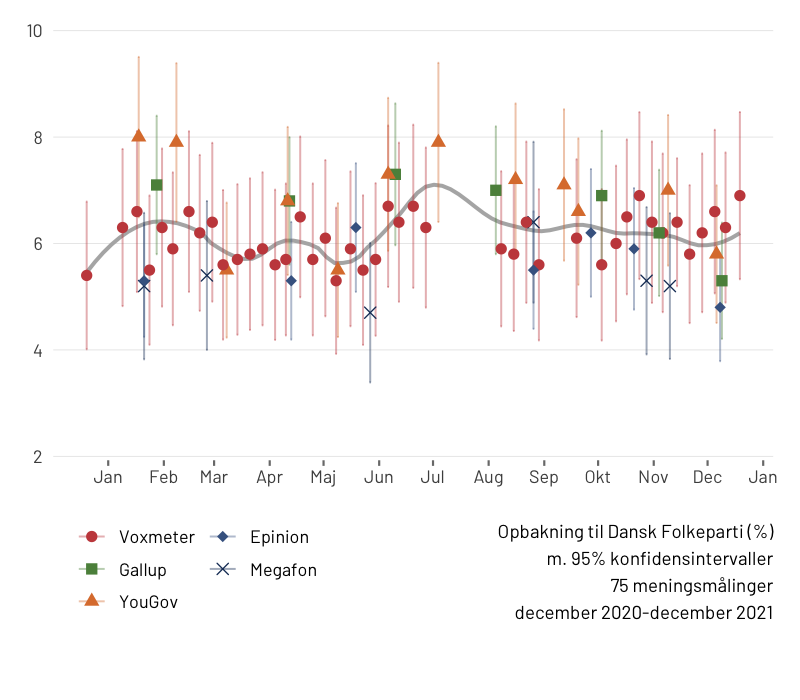 10
8
6
4
2
Jan Feb Mar Apr Maj Jun Jul Aug Sep Okt Nov Dec Jan
Voxmeter Epinion
Gallup Megafon
YouGov
Opbakning til Dansk Folkeparti (%)
m. 95% konfidensintervaller
75 meningsmålinger
december 2020-december 2021